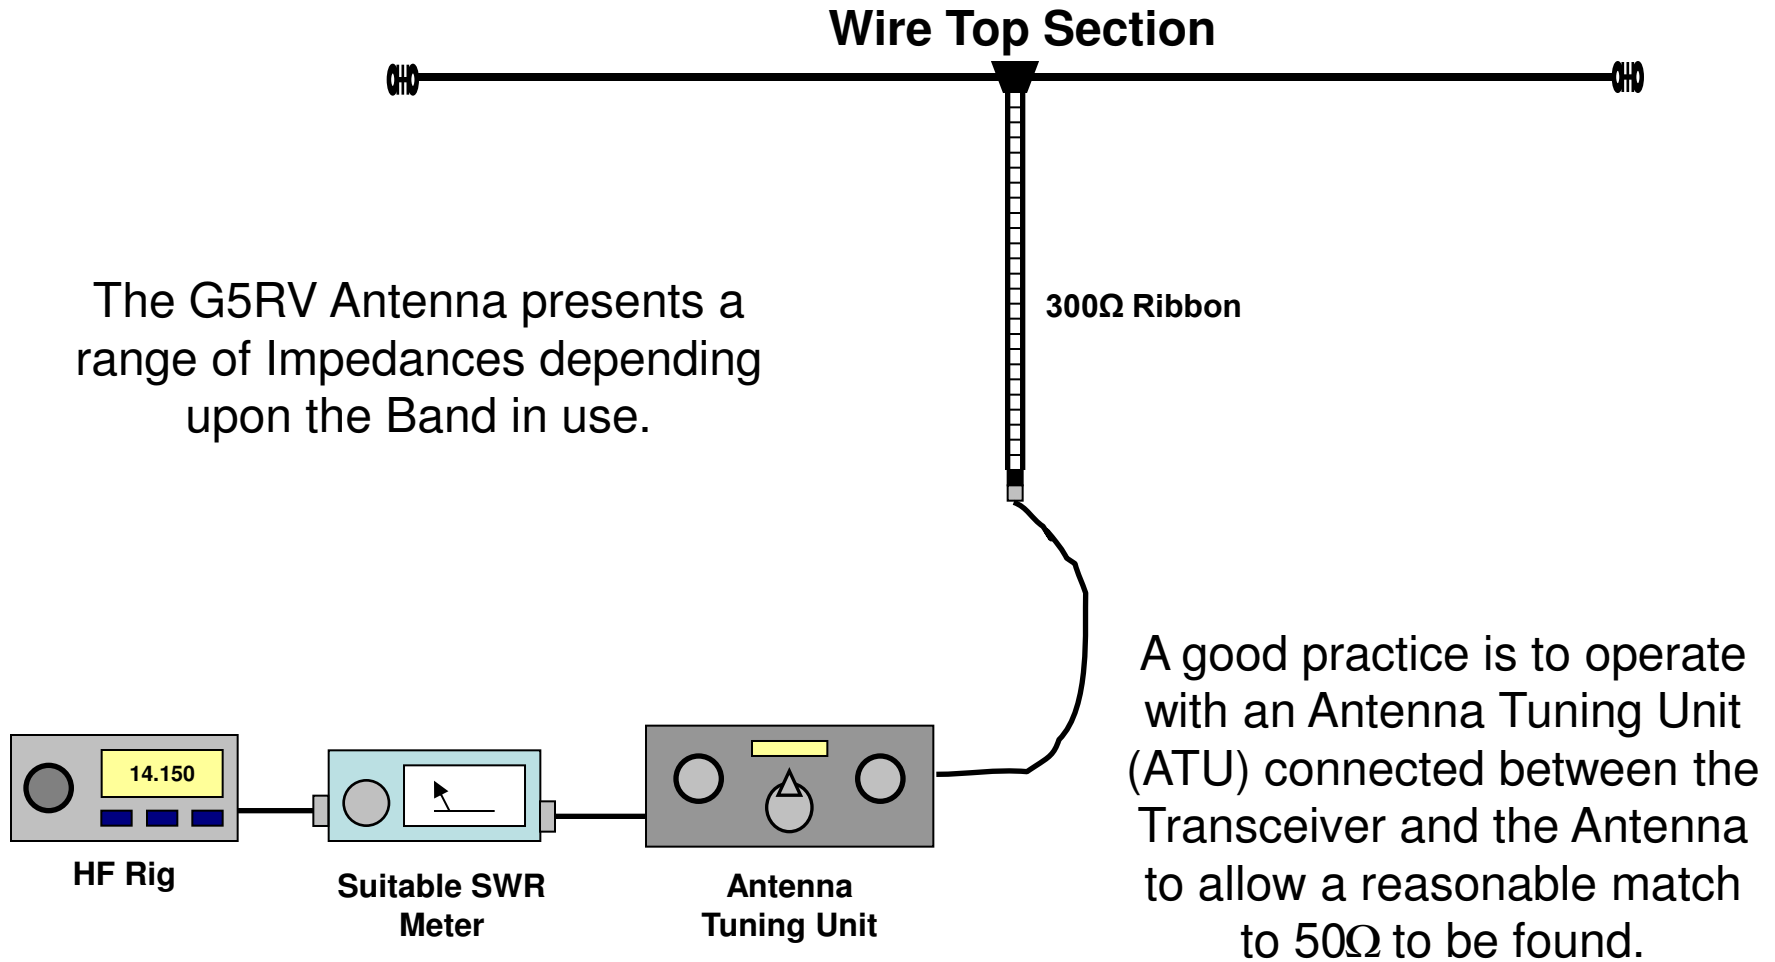 Wire Top Section
The G5RV Antenna presents a
range of Impedances depending
upon the Band in use.
300Ω Ribbon
A good practice is to operate
with an Antenna Tuning Unit
(ATU) connected between the
Transceiver and the Antenna
to allow a reasonable match
to 50Ω to be found.
14.150
HF Rig
Suitable SWR
Meter
Antenna
Tuning Unit